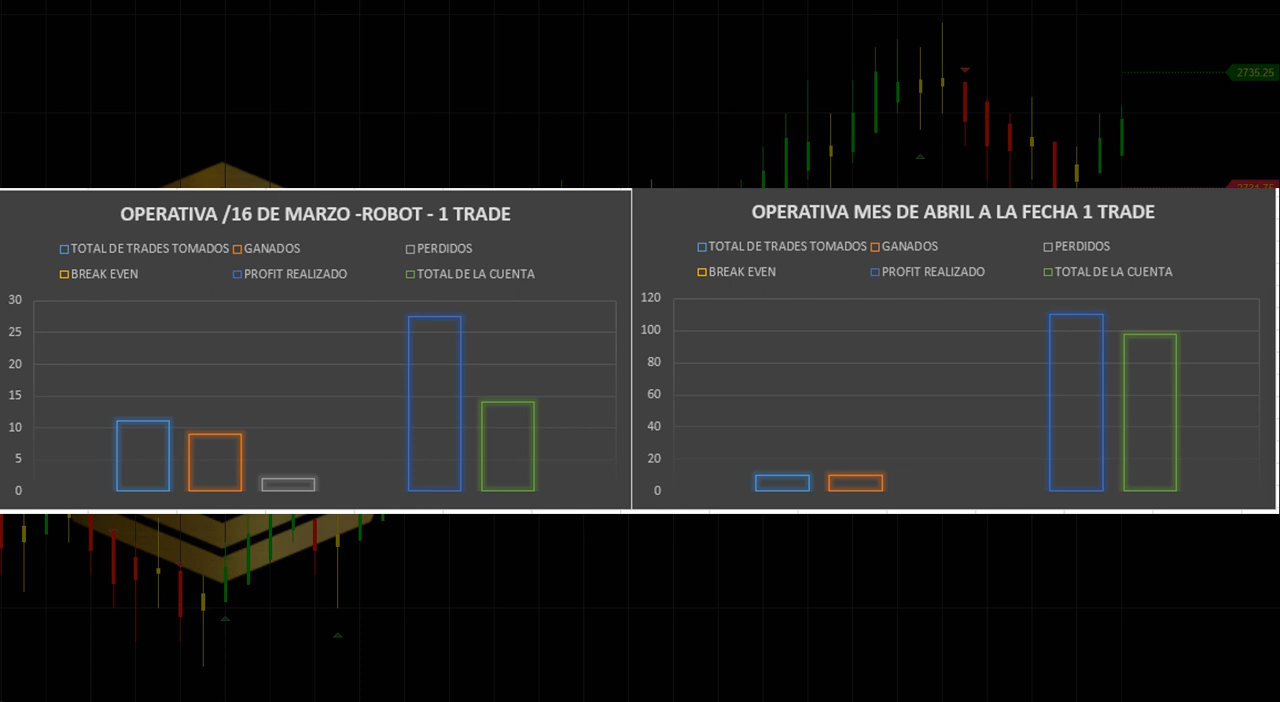 2735.25
2731.75
OPERATIVA /16 DE MARZO -ROBOT - 1 TRADE
TOTAL DE TRADES TOMADOS GANADOS PERDIDOS
BREAK EVEN PROFIT REALIZADO TOTAL DE LA CUENTA
30
25
20
15
10
5
0
OPERATIVA MES DE ABRIL A LA FECHA 1 TRADE
TOTAL DE TRADES TOMADOS GANADOS PERDIDOS
BREAK EVEN PROFIT REALIZADO TOTAL DE LA CUENTA
120
100
80
60
40
20
0